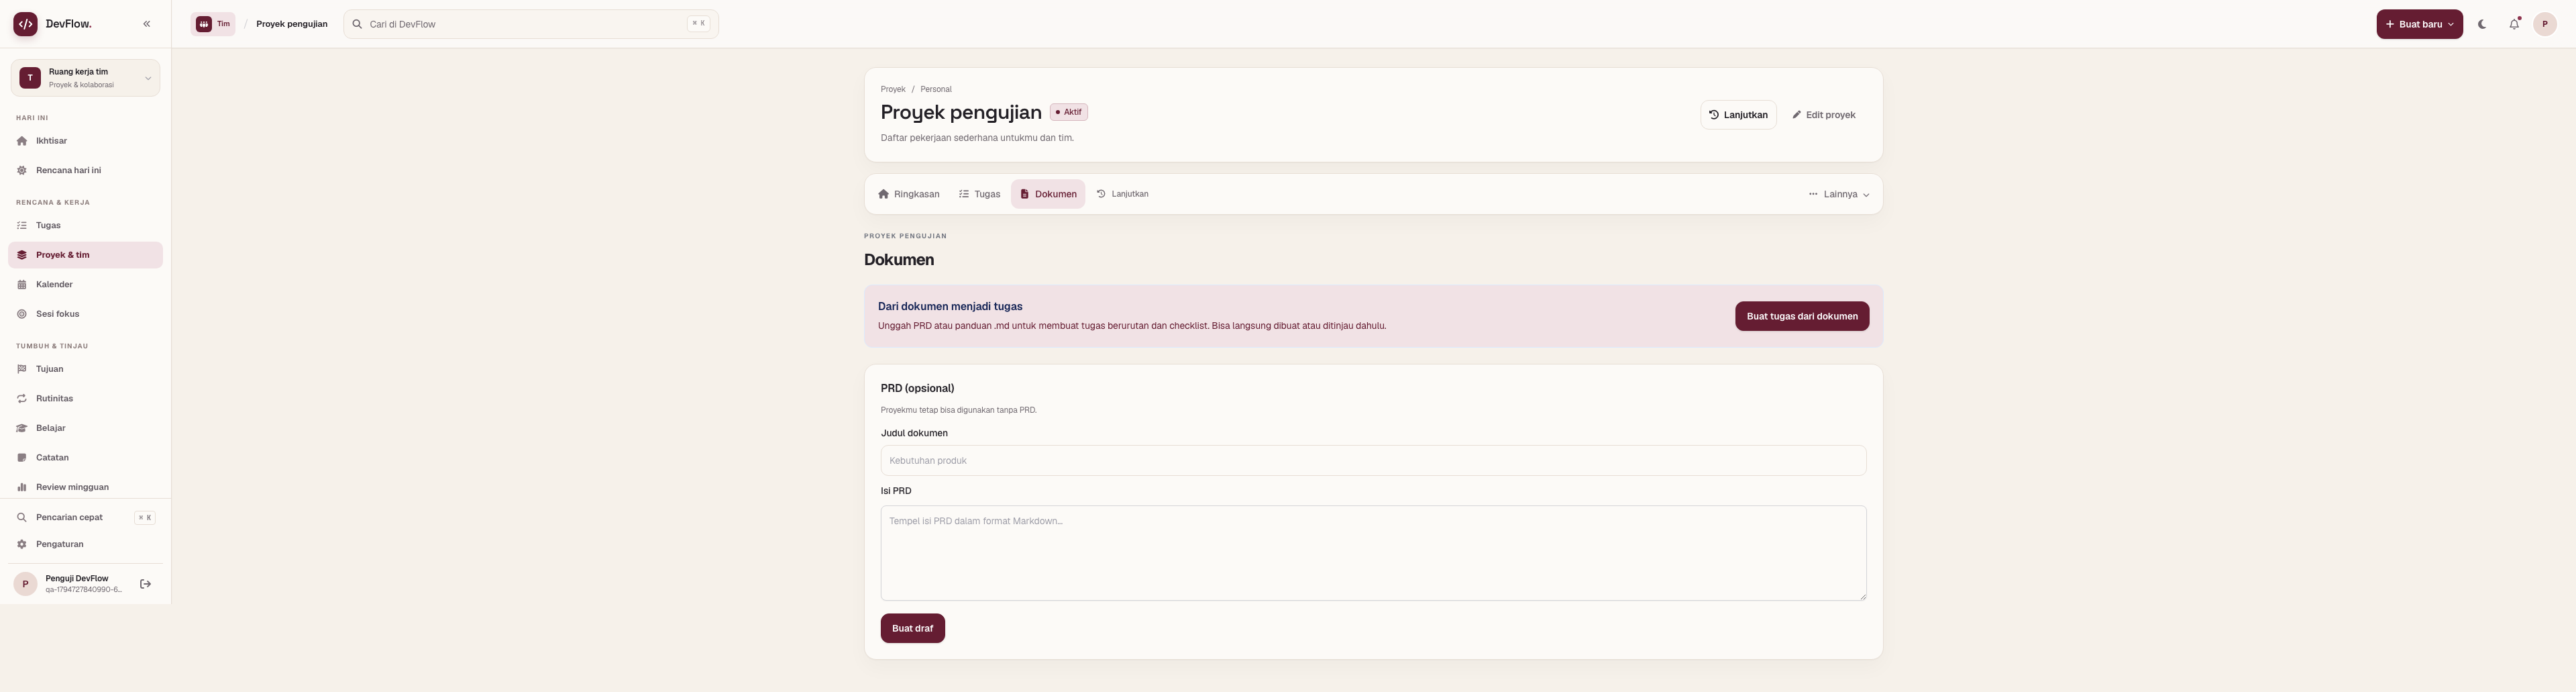 DevFlow.
Tim / Proyek pengujian
Cari di DevFlow
⌘ K
Buat baru
P
T
Ruang kerja tim
Proyek & kolaborasi
HARI INI
Ikhtisar
Rencana hari ini
RENCANA & KERJA
Tugas
Proyek & tim
Kalender
Sesi fokus
TUMBUH & TINJAU
Tujuan
Rutinitas
Belajar
Catatan
Review mingguan
Pencarian cepat
⌘ K
Pengaturan
P
Penguji DevFlow
qa-1794727840990-6...
Proyek / Personal
Proyek pengujian
Aktif
Daftar pekerjaan sederhana untukmu dan tim.
Lanjutkan
Edit proyek
Ringkasan
Tugas
Dokumen
Lanjutkan
Lainnya
PROYEK PENGUJIAN
Dokumen
Dari dokumen menjadi tugas
Unggah PRD atau panduan .md untuk membuat tugas berurutan dan checklist. Bisa langsung dibuat atau ditinjau dahulu.
Buat tugas dari dokumen
PRD (opsional)
Proyekmu tetap bisa digunakan tanpa PRD.
Judul dokumen
Kebutuhan produk
Isi PRD
Tempel isi PRD dalam format Markdown...
Buat draf